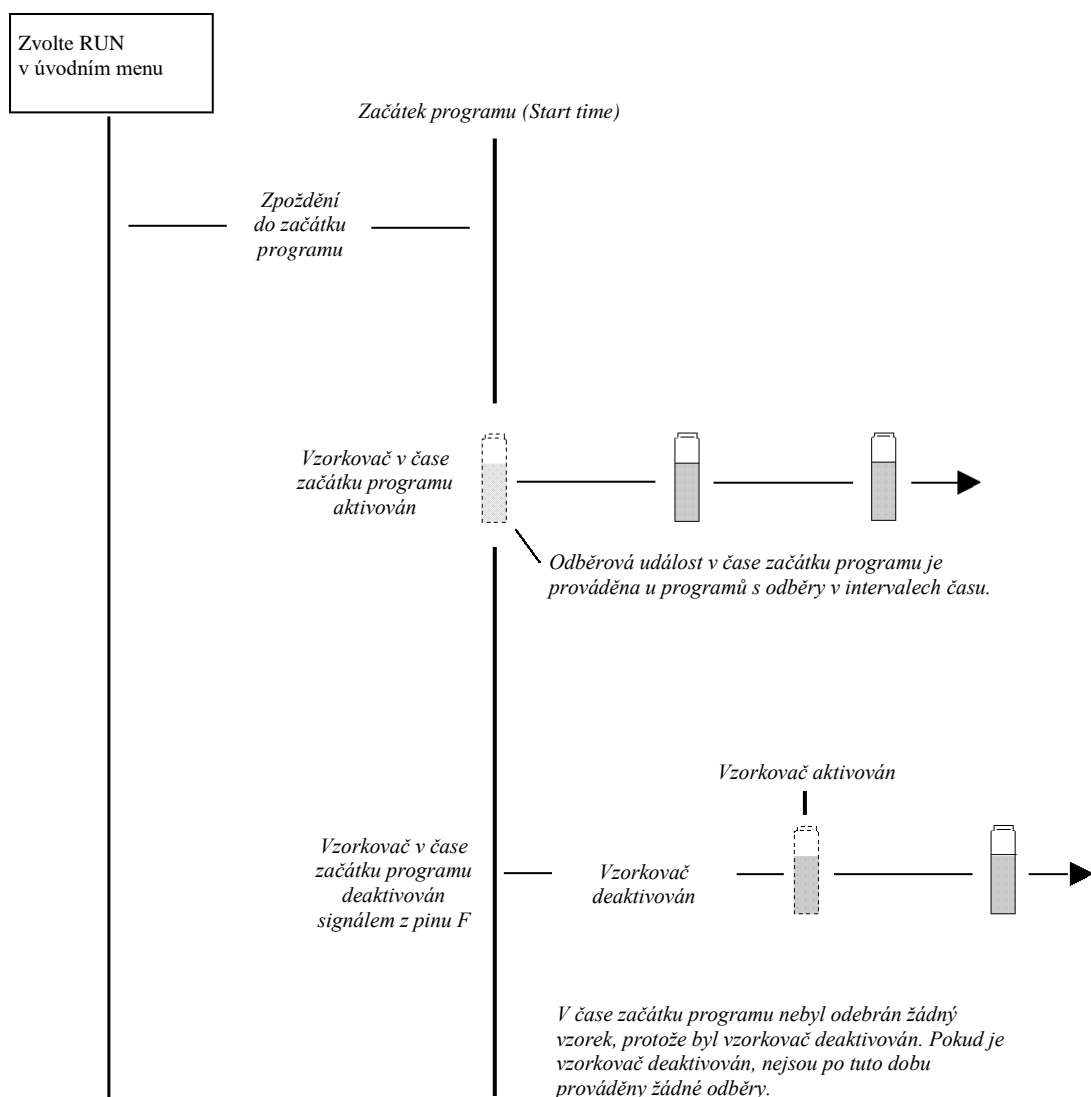 Zvolte RUN
v úvodním menu
Začátek programu (Start time)
Zpoždění
do začátku
programu
Vzorkovač v čase
začátku programu
aktivován
Odběrová událost v čase začátku programu je
prováděna u programů s odběry v intervalech času.
Vzorkovač aktivován
Vzorkovač v čase
začátku programu
deaktivován
signálem z pinu F
Vzorkovač
deaktivován
V čase začátku programu nebyl odebrán žádný
vzorek, protože byl vzorkovač deaktivován. Pokud je
vzorkovač deaktivován, nejsou po tuto dobu
prováděny žádné odběry.